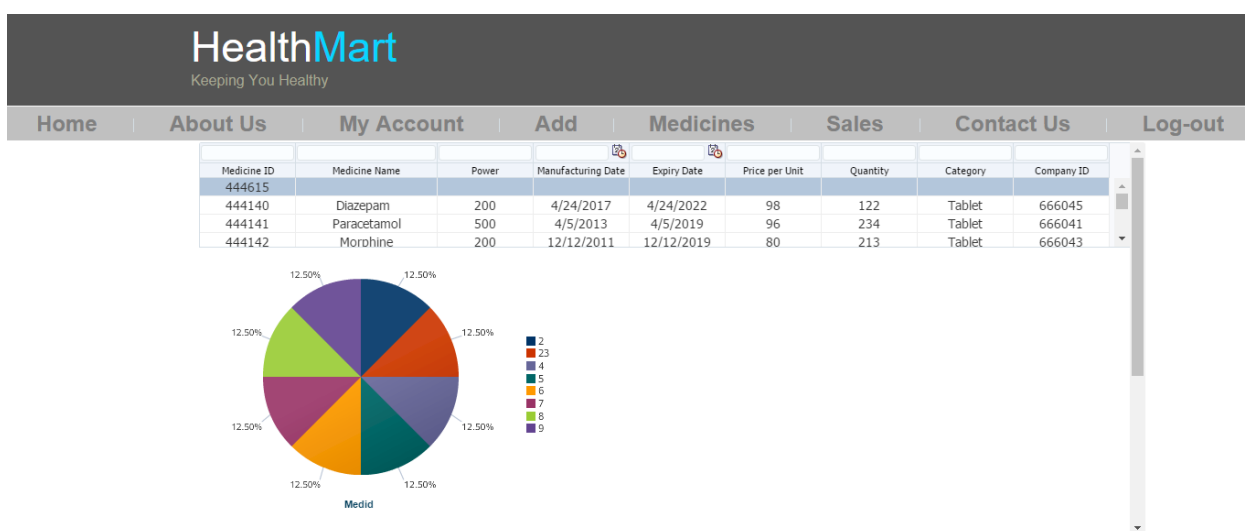 HealthMart
Keeping You Healthy
Home About Us My Account Add Medicines Sales Contact Us Log-out
Medicine ID Medicine Name Power Manufacturing Date Expiry Date Price per Unit Quantity Category Company ID
444615
444140 Diazepam 200 4/24/2017 4/24/2022 98 122 Tablet 666045
444141 Paracetamol 500 4/5/2013 4/5/2019 96 234 Tablet 666041
444142 Morphine 200 12/12/2011 12/12/2019 80 213 Tablet 666043
12.50% 12.50%
12.50% 12.50%
2
23
4
5
6
7
8
9
12.50% 12.50%
12.50% 12.50%
Medid